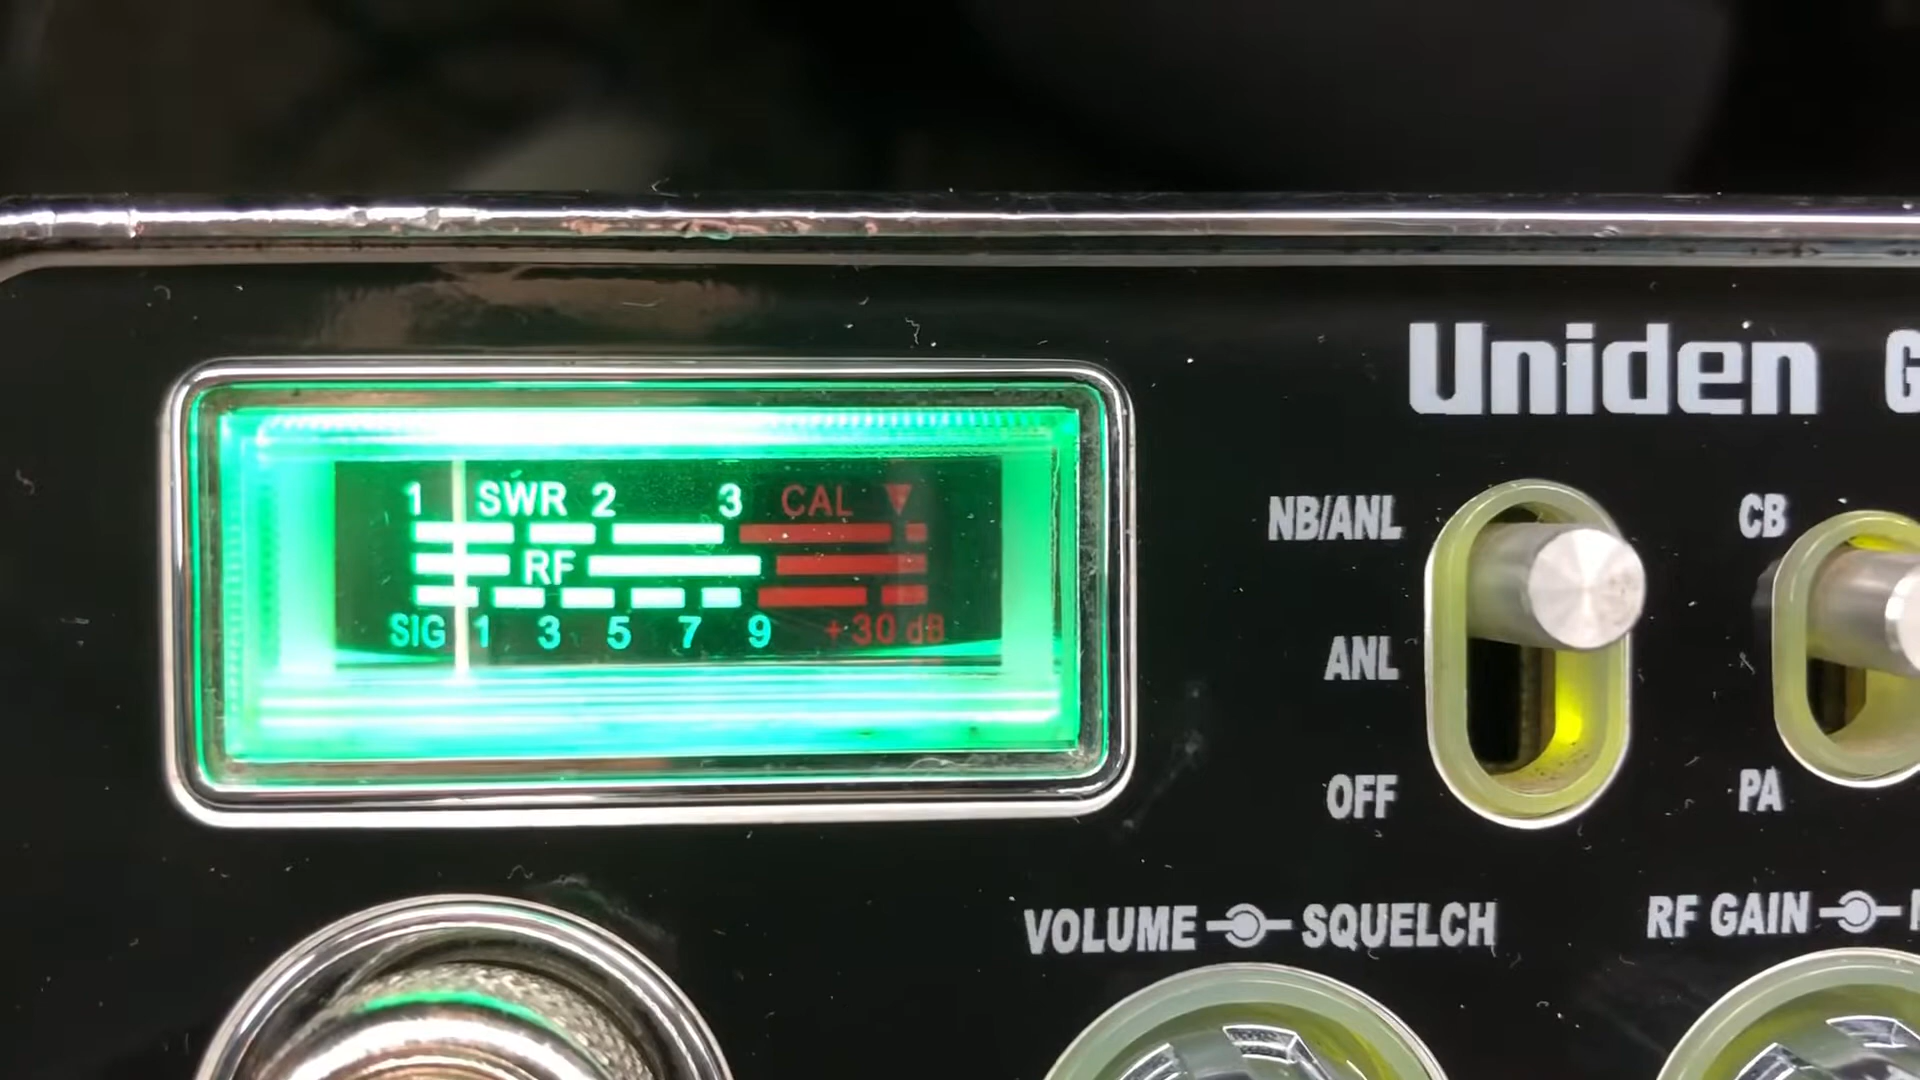 Uniden G
1 SWR 2 3 CAL
RF
SIG 1 3 5 7 9 +30 dB
NB/ANL
ANL
OFF
CB
PA
VOLUME SQUELCH
RF GAIN